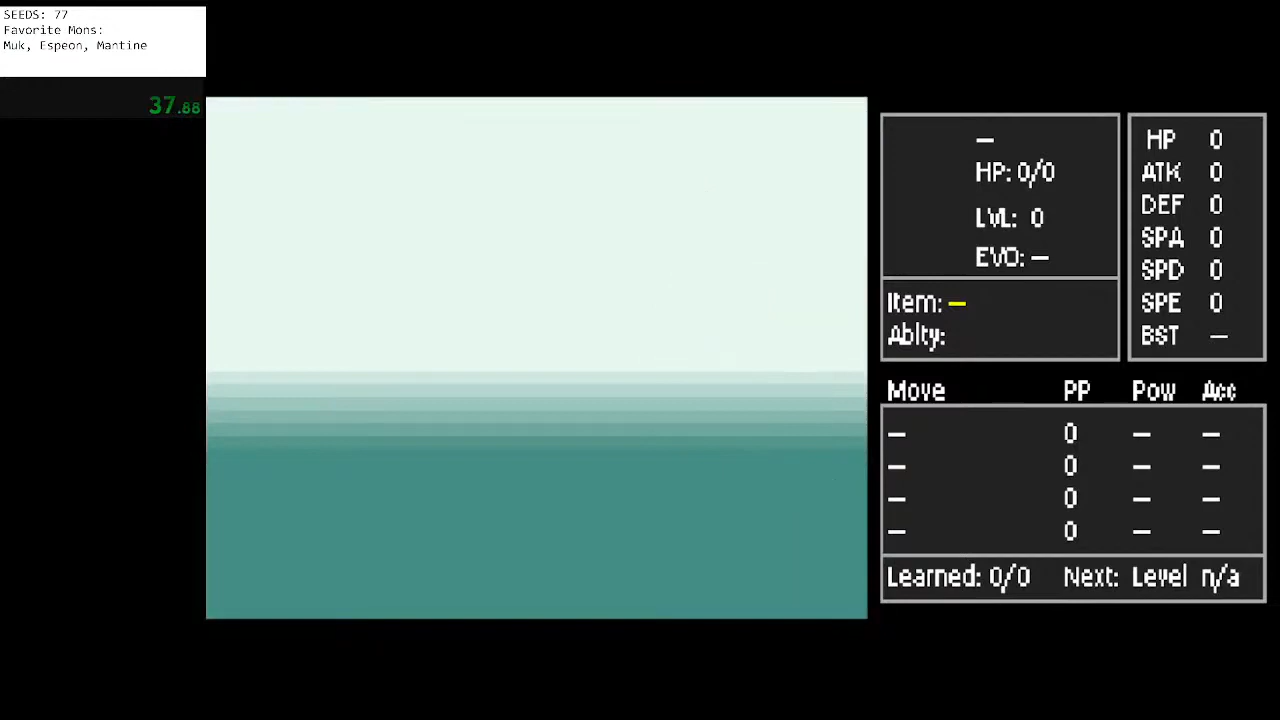 SEEDS: 77
Favorite Mons:
Muk, Espeon, Mantine
37.88
—
HP: 0/0
LVL: 0
EVO: —
Item: —
Ablty:
HP 0
ATK 0
DEF 0
SPA 0
SPD 0
SPE 0
BST —
Move PP Pow Acc
— 0 — —
— 0 — —
— 0 — —
— 0 — —
Learned: 0/0 Next: Level n/a